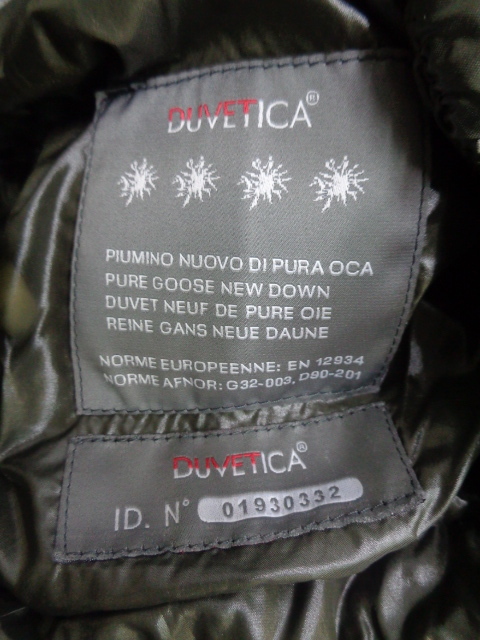 DUVETICA®
PIUMINO NUOVO DI PURA OCA
PURE GOOSE NEW DOWN
DUVET NEUF DE PURE OIE
REINE GANS NEUE DAUNE
NORME EUROPEENNE: EN 12934
NORME AFNOR: G32-003, D90-201
DUVETICA®
ID. N° 01930332